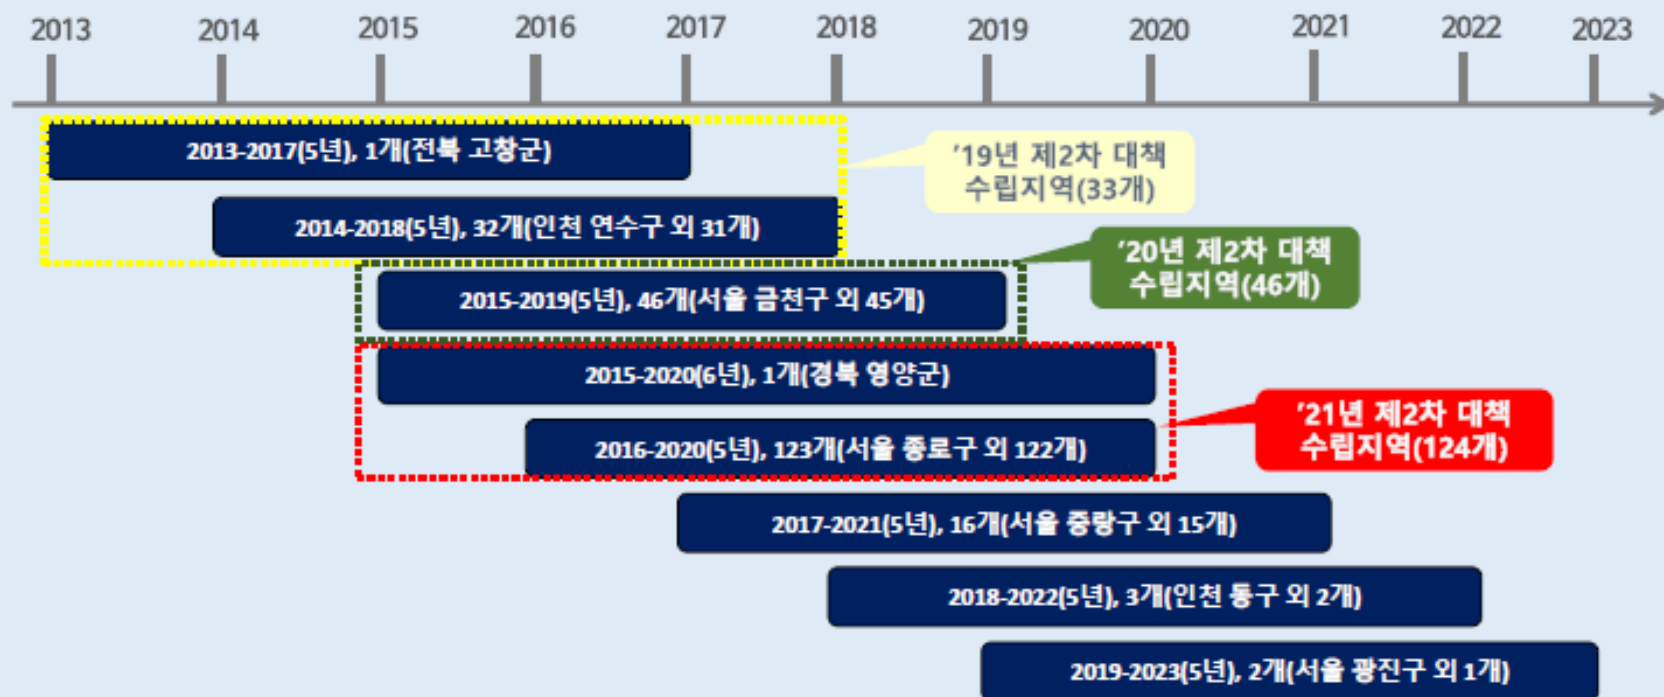 2013 2014 2015 2016 2017 2018 2019 2020 2021 2022 2023
2013-2017(5년), 1개(전북 고창군)
'19년 제2차 대책
수립지역(33개)
2014-2018(5년), 32개(인천 연수구 외 31개)
'20년 제2차 대책
수립지역(46개)
2015-2019(5년), 46개(서울 금천구 외 45개)
2015-2020(6년), 1개(경북 영양군)
'21년 제2차 대책
수립지역(124개)
2016-2020(5년), 123개(서울 종로구 외 122개)
2017-2021(5년), 16개(서울 중랑구 외 15개)
2018-2022(5년), 3개(인천 동구 외 2개)
2019-2023(5년), 2개(서울 광진구 외 1개)